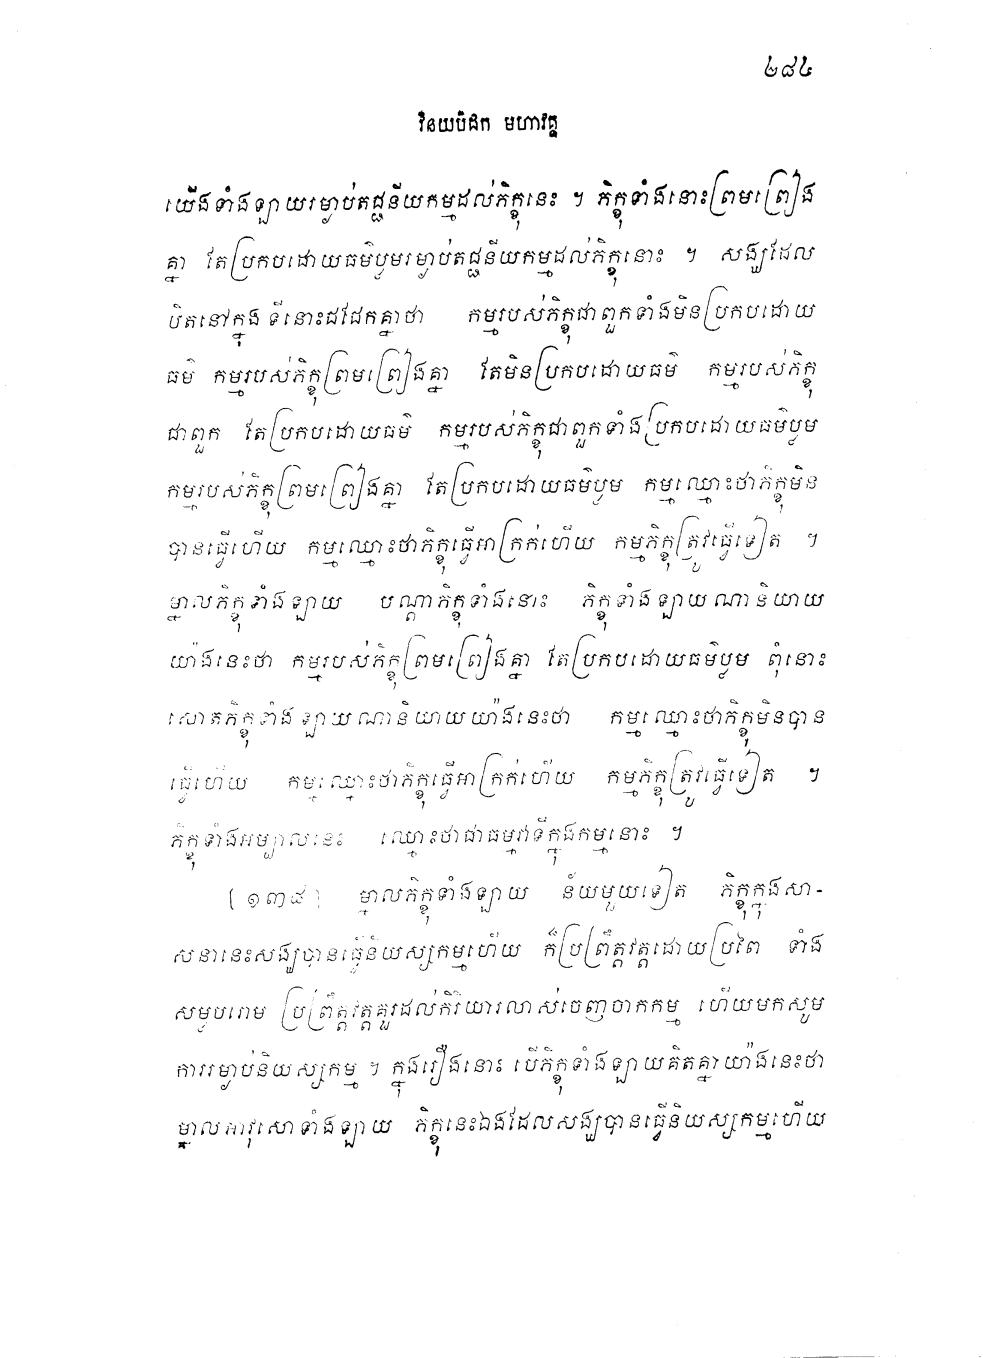 ២៨៤
វិនយបិដក មហាវគ្គ
យើងទាំងឡាយរម្ងាប់តជ្ជនីយកម្មដល់ភិក្ខុនេះ ។ ភិក្ខុទាំងនោះព្រមព្រៀង
គ្នា តែប្រកបដោយធម៌ប្លមរម្ងាប់តជ្ជនីយកម្មដល់ភិក្ខុនោះ ។ សង្ឃដែល
បិតនៅក្នុងទីនោះដដែកគ្នាថា កម្មរបស់ភិក្ខុជាពួកទាំងមិនប្រកបដោយ
ធម៌ កម្មរបស់ភិក្ខុព្រមព្រៀងគ្នា តែមិនប្រកបដោយធម៌ កម្មរបស់ភិក្ខុ
ជាពួក តែប្រកបដោយធម៌ កម្មរបស់ភិក្ខុជាពួកទាំងប្រកបដោយធម៌ប្លម
កម្មរបស់ភិក្ខុព្រមព្រៀងគ្នា តែប្រកបដោយធម៌ប្លម កម្មឈ្មោះថាភិក្ខុមិន
បានធ្វើហើយ កម្មឈ្មោះថាភិក្ខុធ្វើអាក្រក់ហើយ កម្មភិក្ខុត្រូវធ្វើទៀត ។
ម្នាលភិក្ខុទាំងឡាយ បណ្តាភិក្ខុទាំងនោះ ភិក្ខុទាំងឡាយណានិយាយ
យ៉ាងនេះថា កម្មរបស់ភិក្ខុព្រមព្រៀងគ្នា តែប្រកបដោយធម៌ប្លម ពុំនោះ
សោតភិក្ខុទាំងឡាយណានិយាយយ៉ាងនេះថា កម្មឈ្មោះថាភិក្ខុមិនបាន
ធ្វើហើយ កម្មឈ្មោះថាភិក្ខុធ្វើអាក្រក់ហើយ កម្មភិក្ខុត្រូវធ្វើទៀត ។
ភិក្ខុទាំងអម្បាលនេះ ឈ្មោះថាជាធម្មវាទីក្នុងកម្មនោះ ។
[១៣៨] ម្នាលភិក្ខុទាំងឡាយ ន័យមួយទៀត ភិក្ខុក្នុងសា-
សនានេះសង្ឃបានធ្វើនិយស្សកម្មហើយ ក៏ប្រព្រឹត្តវត្តដោយប្រពៃ ទាំង
សម្ងបរោម ប្រព្រឹត្តវត្តគួរដល់កិរិយារលាស់ចេញចាកកម្ម ហើយមកសូម
ការរម្ងាប់និយស្សកម្ម ។ ក្នុងរឿងនោះ បើភិក្ខុទាំងឡាយគិតគ្នាយ៉ាងនេះថា
ម្នាលអាវុសោទាំងឡាយ ភិក្ខុនេះឯងដែលសង្ឃបានធ្វើនិយស្សកម្មហើយ